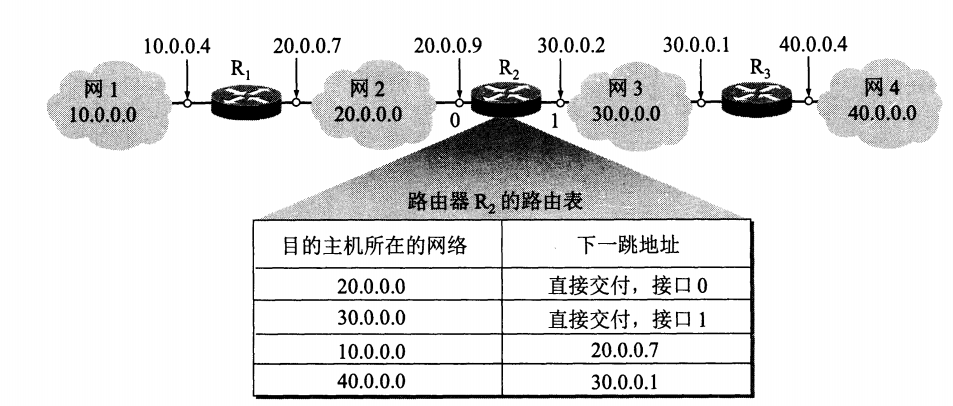 10.0.0.4 20.0.0.7 20.0.0.9 30.0.0.2 30.0.0.1 40.0.0.4
R1 R2 R3
网 1 网 2 网 3 网 4
10.0.0.0 20.0.0.0 0 1 30.0.0.0 40.0.0.0
路由器 R2 的路由表
目的主机所在的网络 下一跳地址
20.0.0.0 直接交付，接口 0
30.0.0.0 直接交付，接口 1
10.0.0.0 20.0.0.7
40.0.0.0 30.0.0.1